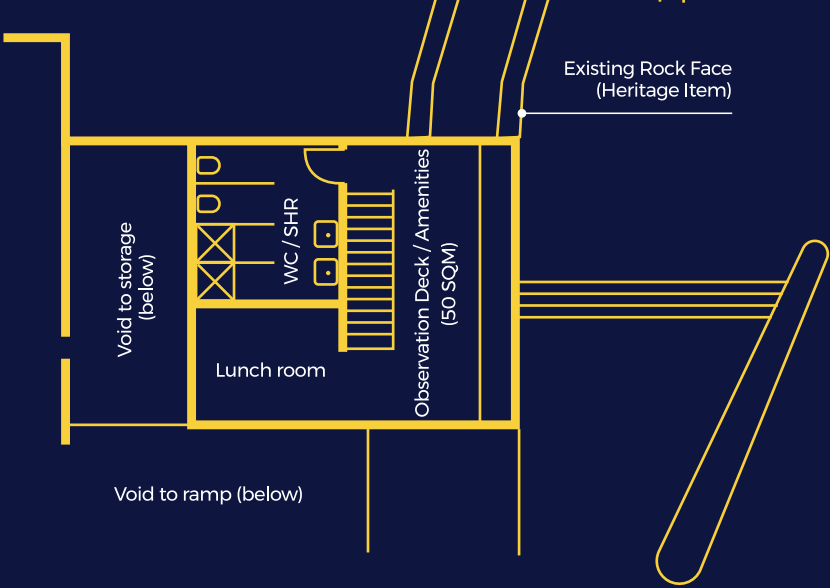 Existing Rock Face
(Heritage Item)
Void to storage
(below)
WC / SHR
Observation Deck / Amenities
(50 SQM)
Lunch room
Void to ramp (below)